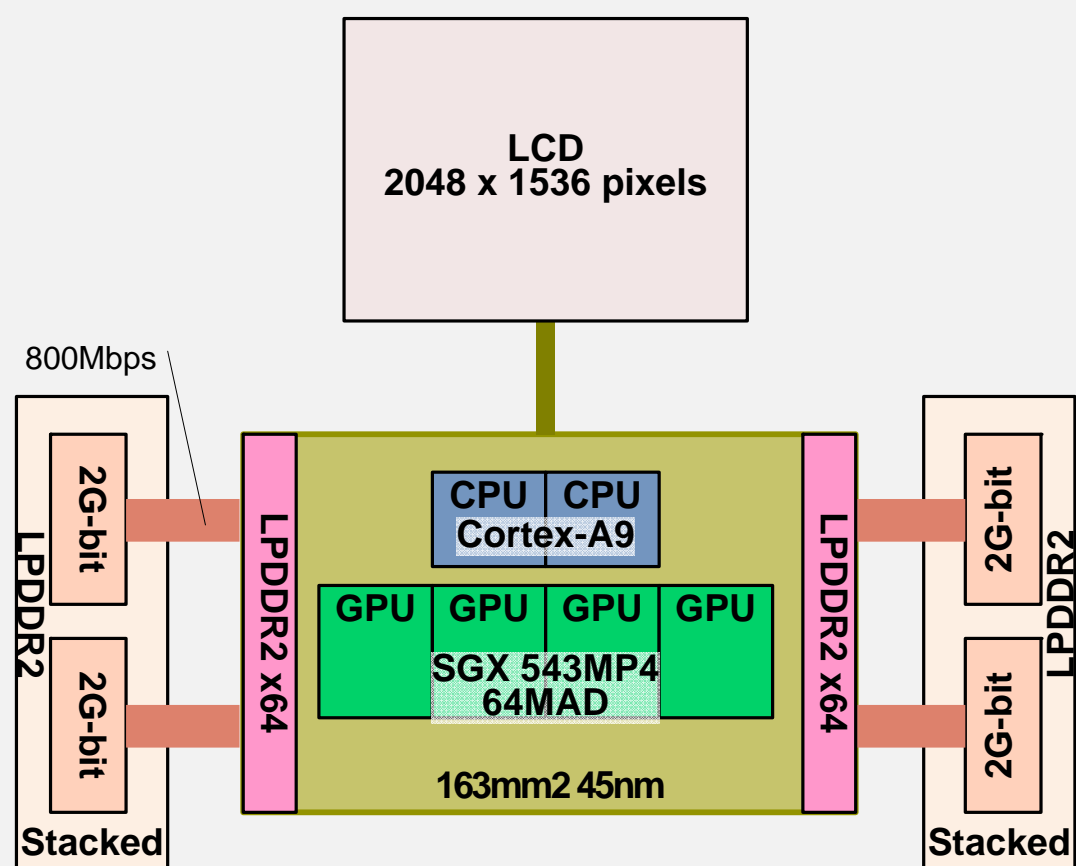 LCD
2048 x 1536 pixels
800Mbps
2G-bit
2G-bit
LPDDR2
Stacked
LPDDR2 x64
CPU CPU
Cortex-A9
GPU GPU GPU GPU
SGX 543MP4
64MAD
163mm2 45nm
LPDDR2 x64
2G-bit
2G-bit
LPDDR2
Stacked